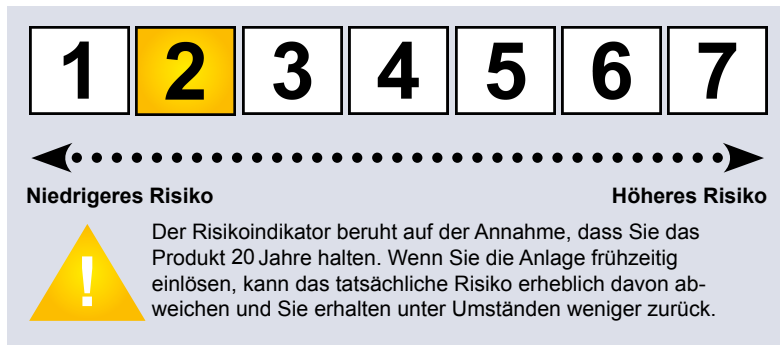 1 2 3 4 5 6 7
Niedrigeres Risiko Höheres Risiko
Der Risikoindikator beruht auf der Annahme, dass Sie das
Produkt 20 Jahre halten. Wenn Sie die Anlage frühzeitig
einlösen, kann das tatsächliche Risiko erheblich davon ab-
weichen und Sie erhalten unter Umständen weniger zurück.
!